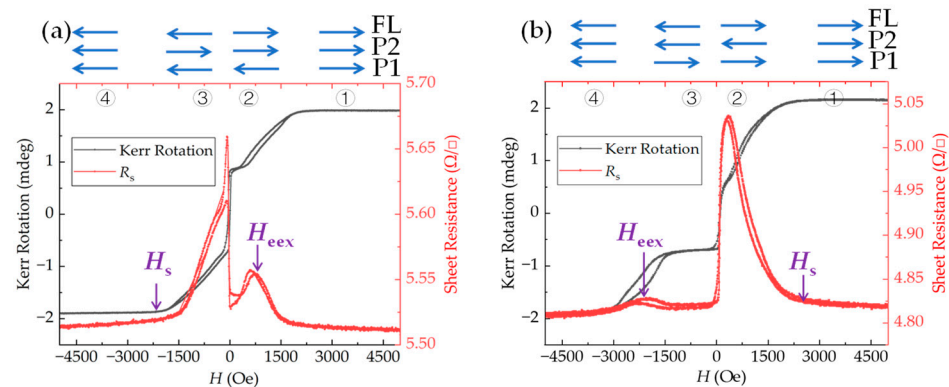 (a)
FL
P2
P1
④
③
②
①
Kerr Rotation
Rs
Hs
Heex
Kerr Rotation (mdeg)
2
1
0
-1
-2
Sheet Resistance (Ω/□)
5.70
5.65
5.60
5.55
5.50
-4500 -3000 -1500 0 1500 3000 4500
H (Oe)
(b)
FL
P2
P1
④
③
②
①
Kerr Rotation
Rs
Heex
Hs
Kerr Rotation (mdeg)
2
1
0
-1
-2
Sheet Resistance (Ω/□)
5.05
5.00
4.95
4.90
4.85
4.80
-4500 -3000 -1500 0 1500 3000 4500
H (Oe)